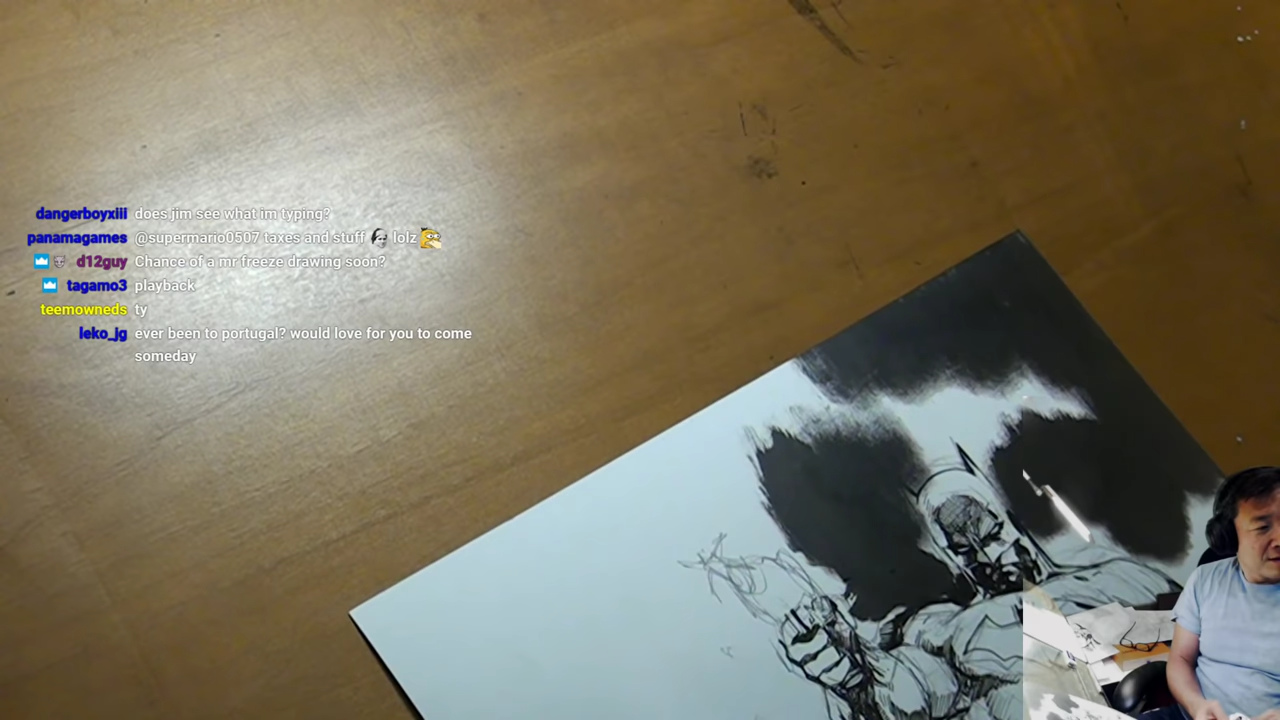 dangerboyxiii does jim see what im typing?
panamagames @supermario0507 taxes and stuff lolz
d12guy Chance of a mr freeze drawing soon?
tagamo3 playback
teemowneds ty
leko_jg ever been to portugal? would love for you to come
someday